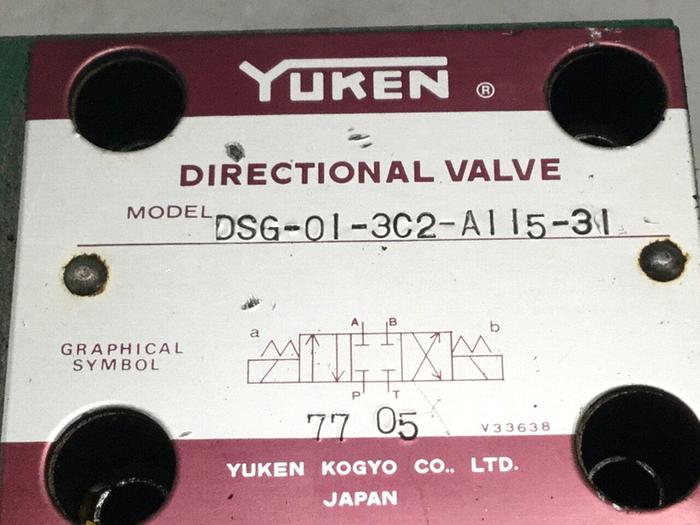 YUKEN ®
DIRECTIONAL VALVE
MODEL DSG-01-3C2-A115-31
A B
a b
GRAPHICAL
SYMBOL
P T
77 05 V33638
YUKEN KOGYO CO., LTD.
JAPAN